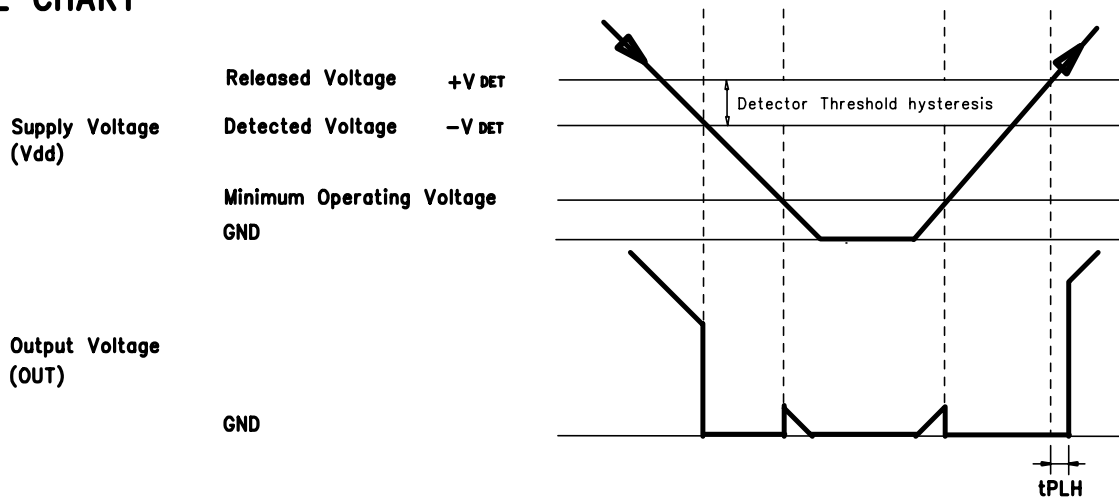 CHART
Released Voltage +V DET
Detector Threshold hysteresis
Supply Voltage
(Vdd)
Detected Voltage -V DET
Minimum Operating Voltage
GND
Output Voltage
(OUT)
GND
tPLH